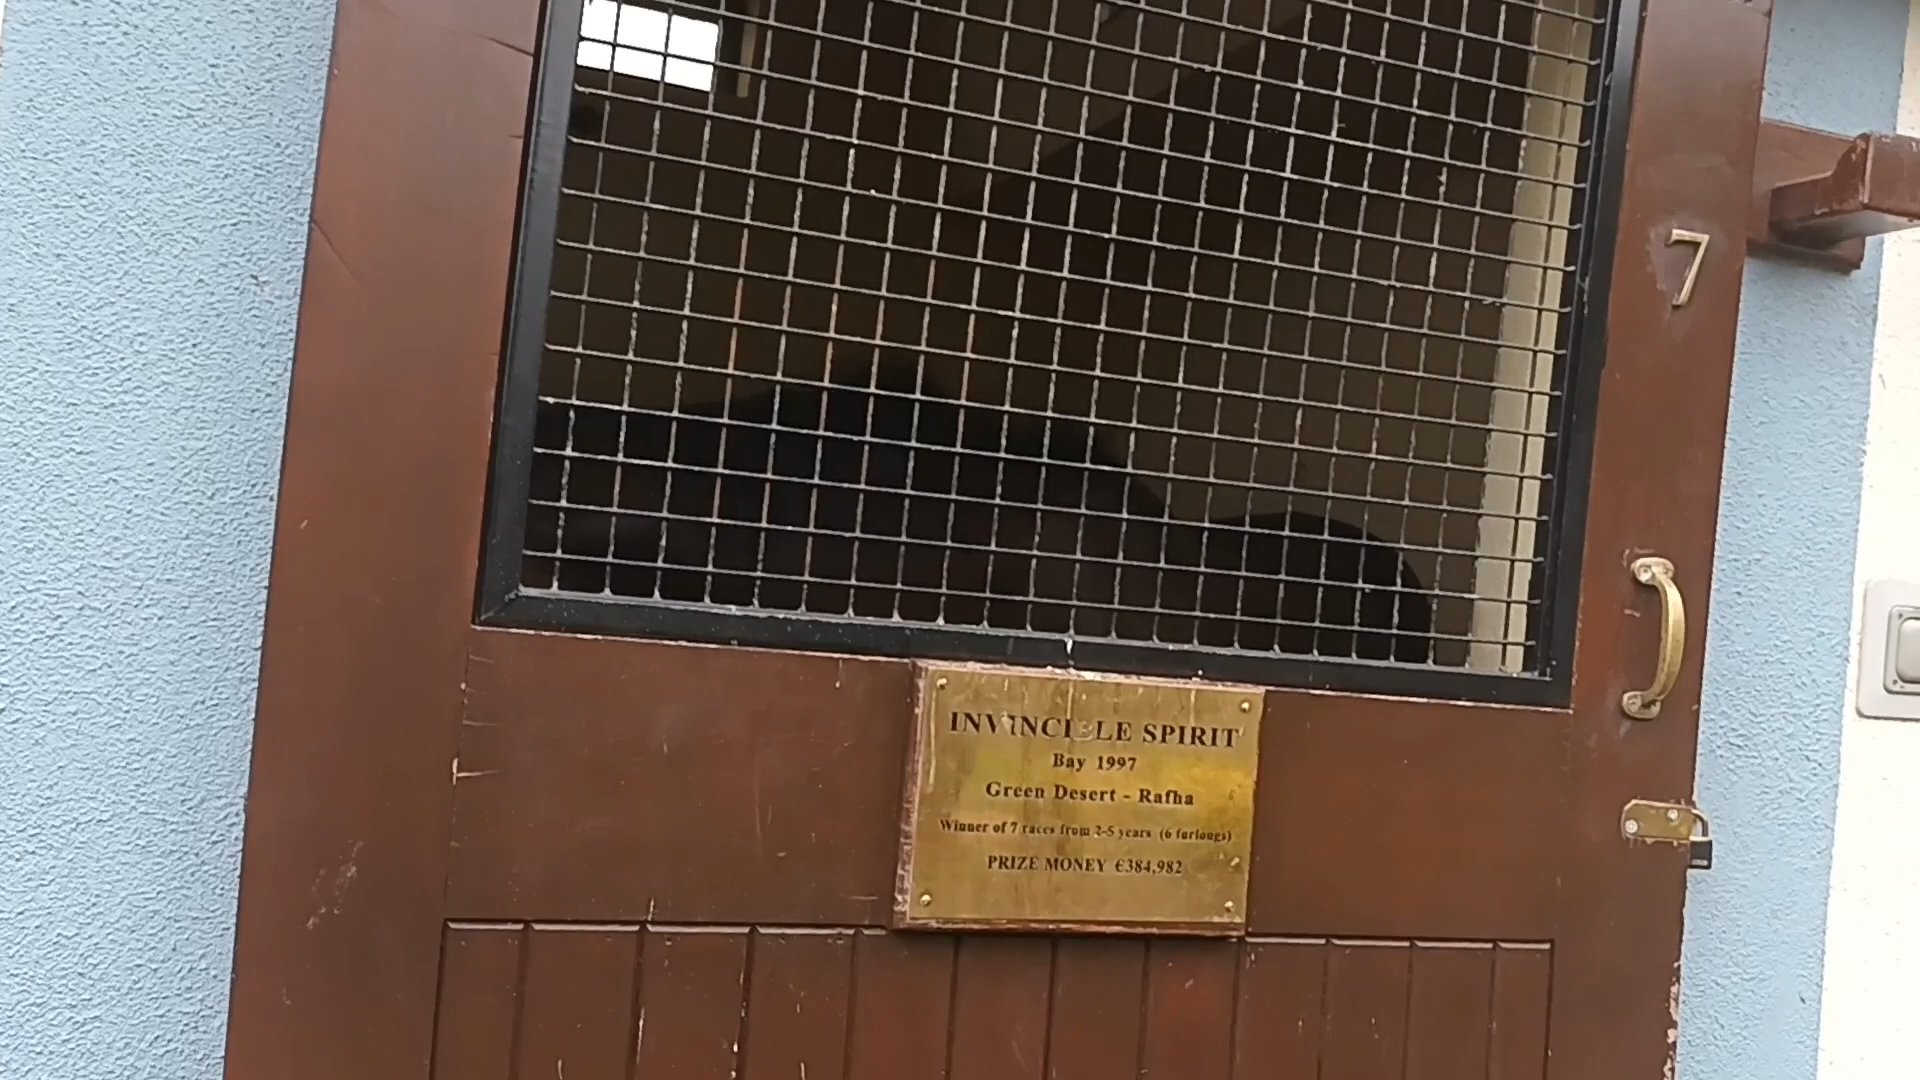 7
INVINCIBLE SPIRIT
Bay 1997
Green Desert - Rafha
Winner of 7 races from 2-5 years (6 furlongs)
PRIZE MONEY €384,982